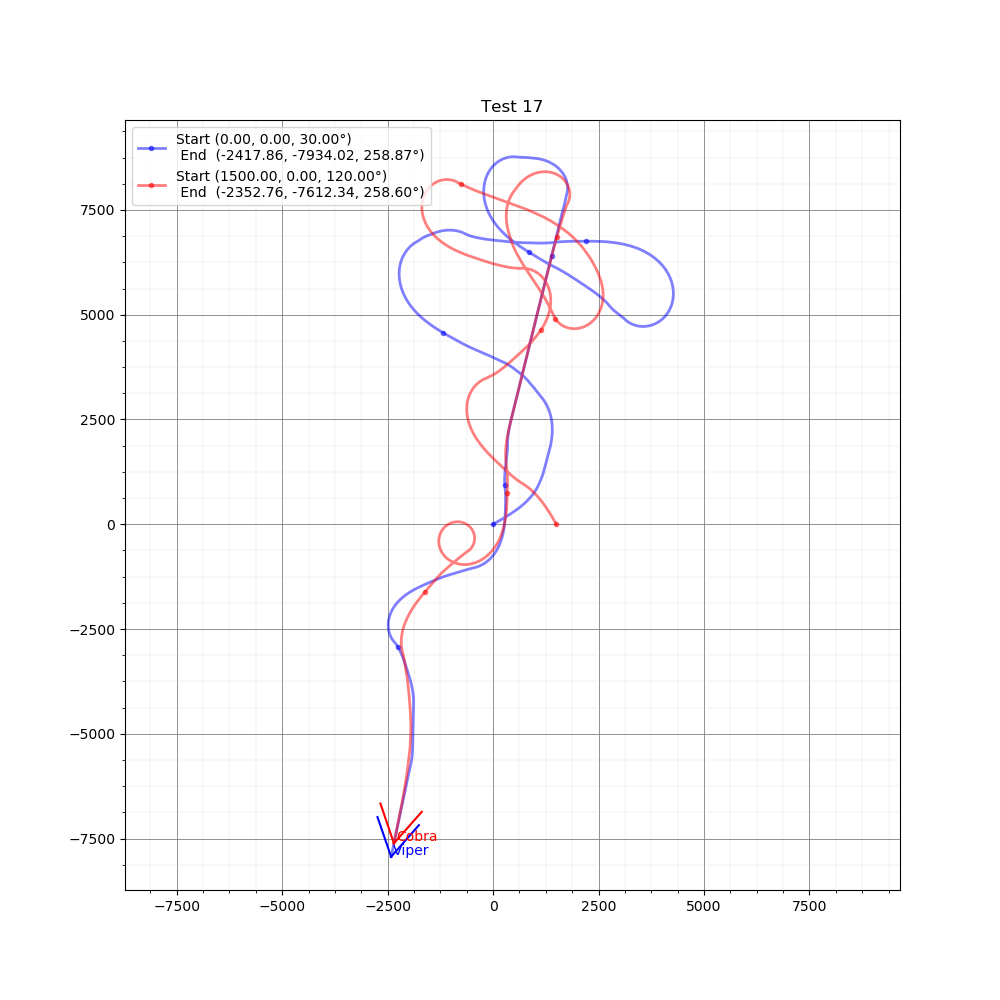 Test 17
Start (0.00, 0.00, 30.00°)
End (-2417.86, -7934.02, 258.87°)
Start (1500.00, 0.00, 120.00°)
End (-2352.76, -7612.34, 258.60°)
7500
5000
2500
0
−2500
−5000
−7500
Cobra
Viper
−7500 −5000 −2500 0 2500 5000 7500